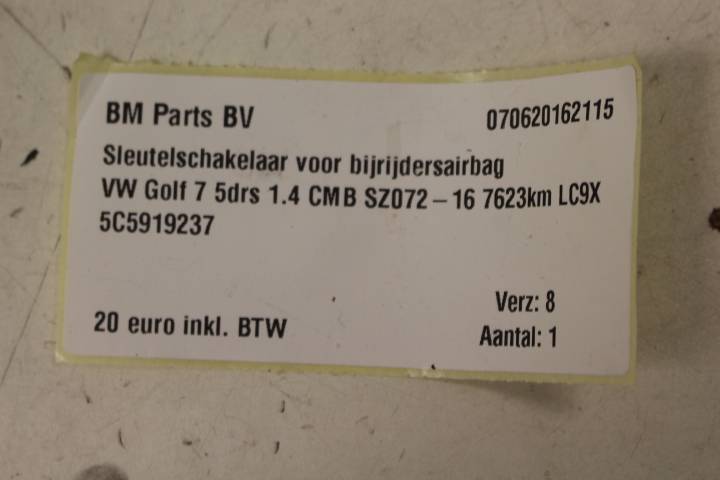 BM Parts BV 070620162115
Sleutelschakelaar voor bijrijdersairbag
VW Golf 7 5drs 1.4 CMB SZ072 – 16 7623km LC9X
5C5919237
Verz: 8
20 euro inkl. BTW Aantal: 1